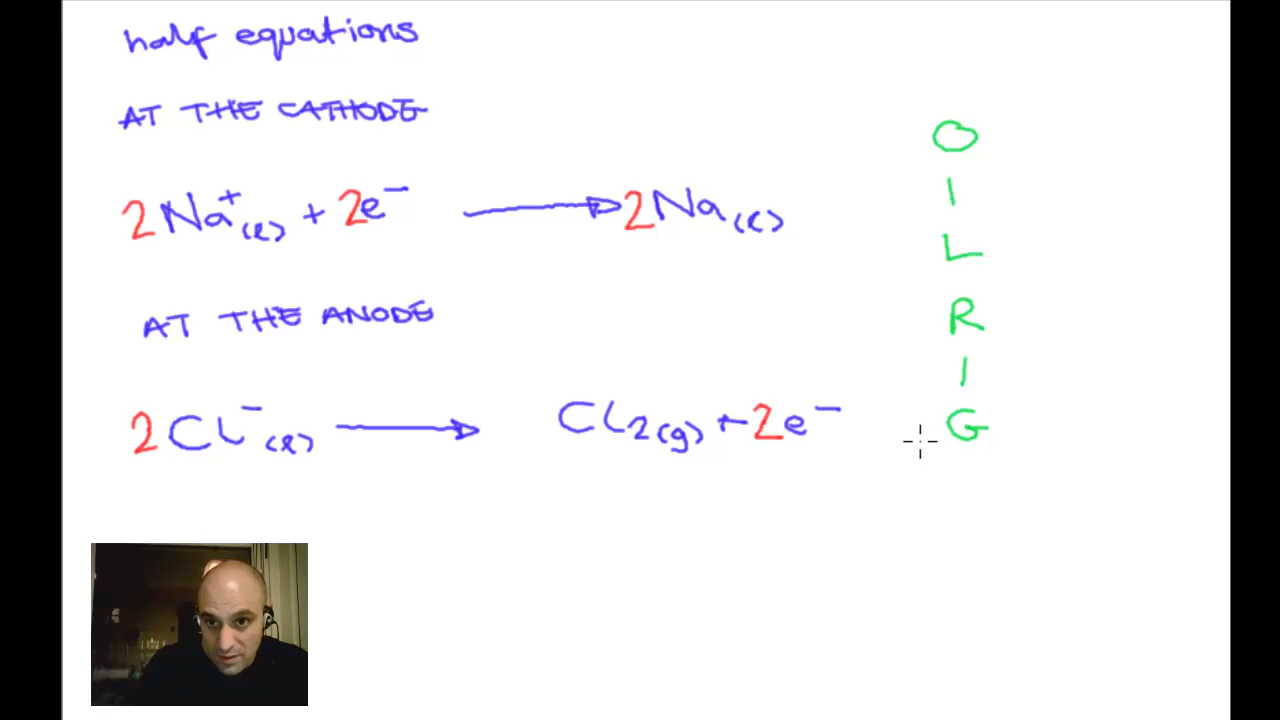 half equations
AT THE CATHODE
2Na⁺(l) + 2e⁻ → 2Na(l)
AT THE ANODE
2Cl⁻(l) → Cl₂(g) + 2e⁻
O
I
L
R
I
G